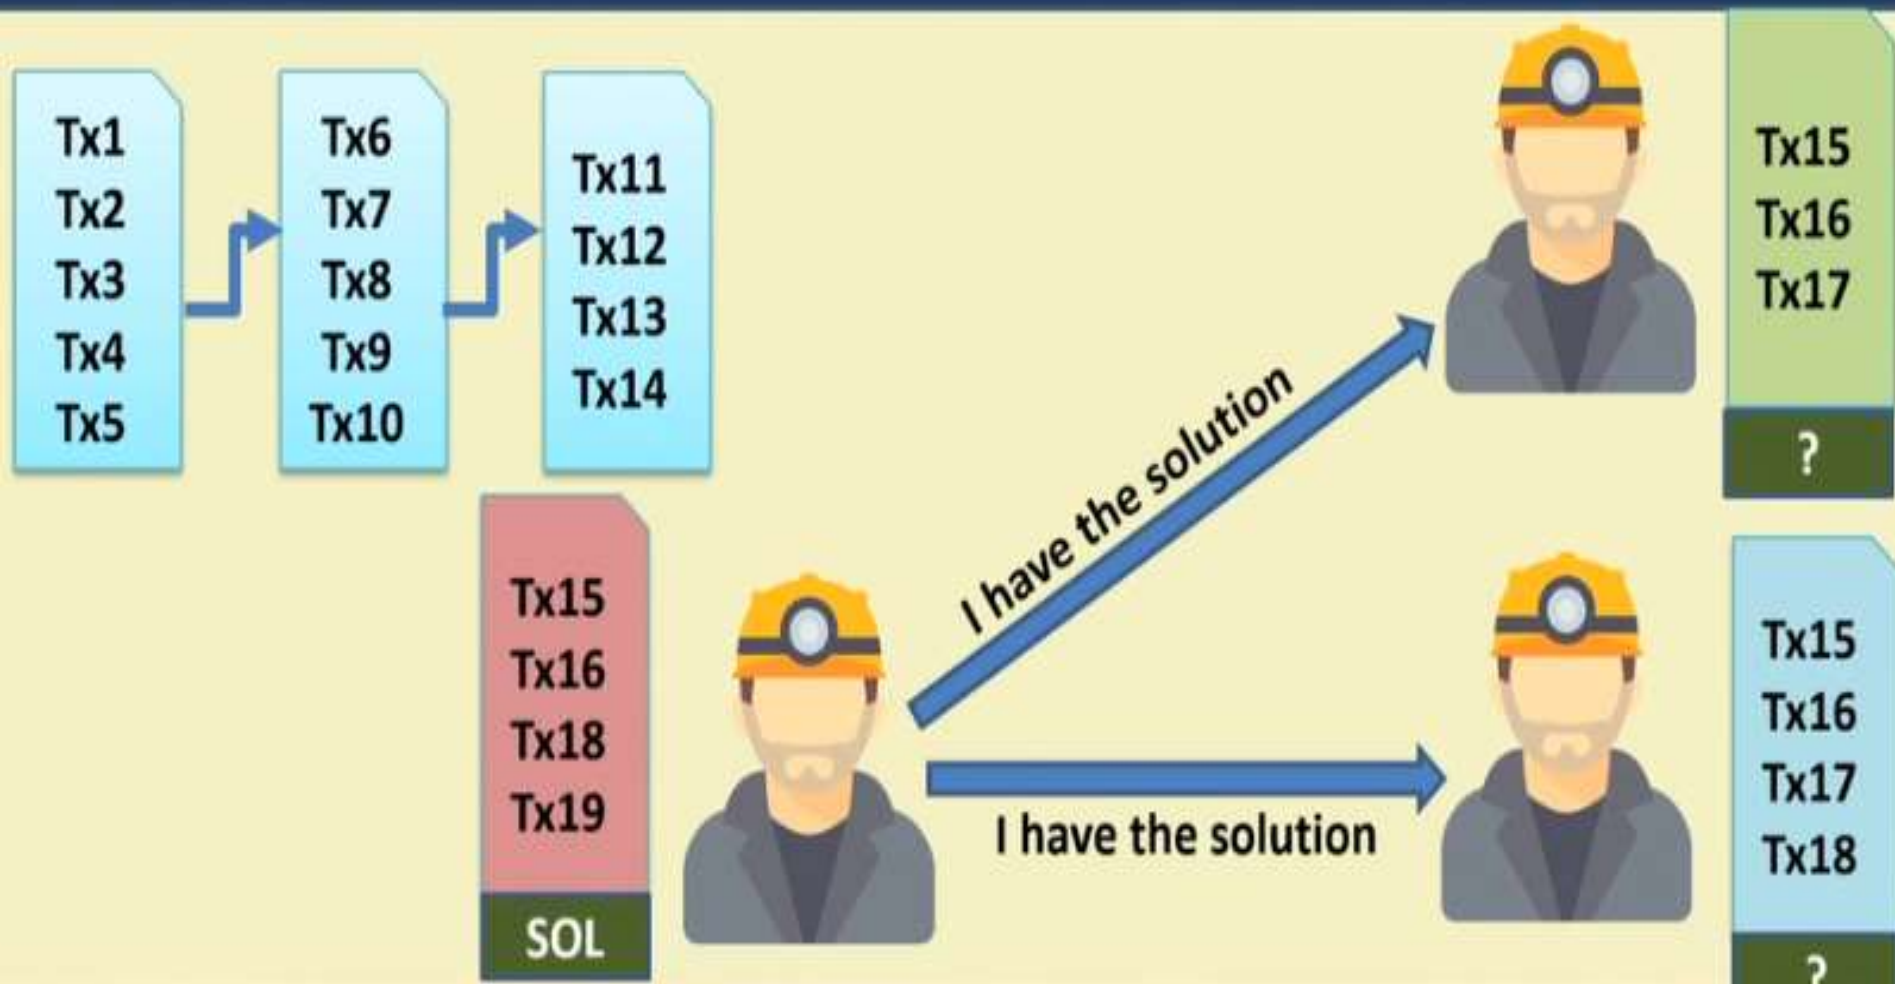 Tx1
Tx2
Tx3
Tx4
Tx5
Tx6
Tx7
Tx8
Tx9
Tx10
Tx11
Tx12
Tx13
Tx14
Tx15
Tx16
Tx18
Tx19
SOL
I have the solution
I have the solution
Tx15
Tx16
Tx17
?
Tx15
Tx16
Tx17
Tx18
?